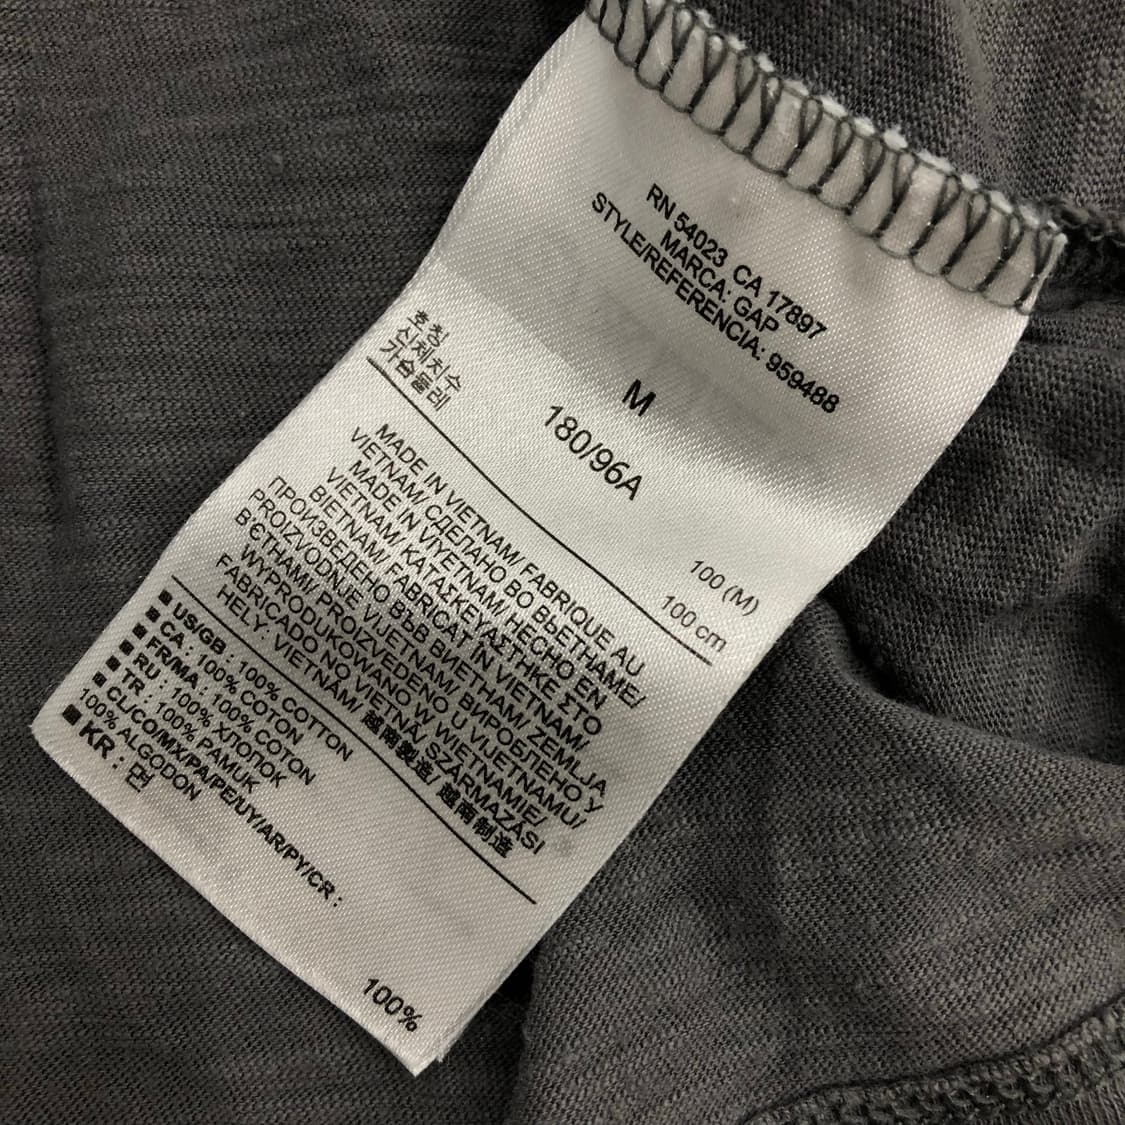 RN 54023 CA 17897
MARCA: GAP
STYLE/REFERENCIA: 959488
M
180/96A
호칭 100 (M)
신체치수
가슴둘레 100 cm
MADE IN VIETNAM/ FABRIQUE AU
VIETNAM/ СДЕЛАНО ВО ВЬЕТНАМЕ/
MADE IN VIYETNAM/ HECHO EN
VIETNAM/ ΚΑΤΑΣΚΕΥΑΣΤΗΚΕ ΣΤΟ
ΒΙΕΤΝΑΜ/ FABRICAT ÎN VIETNAM/
ПРОИЗВЕДЕНО ВЪВ ВИЕТНАМ/ ZEMLJA
PROIZVODNJE VIJETNAM/ ВИРОБЛЕНО У
В'ЄТНАМІ/ PROIZVEDENO U VIJETNAMU/
WYPRODUKOWANO W WIETNAMIE/
FABRICADO NO VIETNÃ/ SZÁRMAZÁSI
HELY: VIETNÁM/ 越南製造/ 越南制造
■ US/GB : 100% COTTON
■ CA : 100% COTON
■ FR/MA : 100% COTON
■ RU : 100% ХЛОПОК
■ TR : 100% PAMUK
■ CL/CO/MX/PA/PE/UY/AR/PY/CR :
100% ALGODON
■ KR : 면 100%